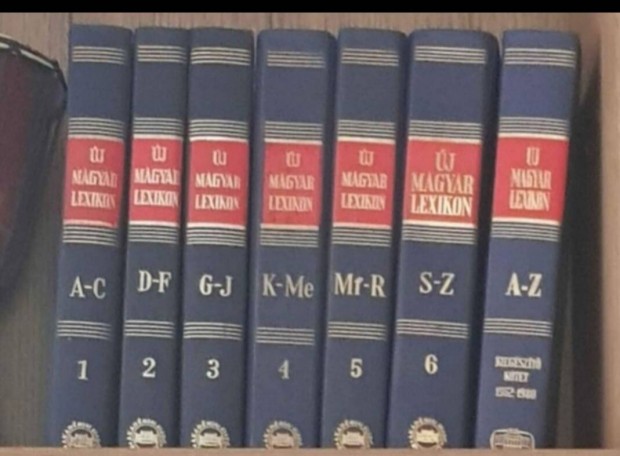 ÚJ
MAGYAR
LEXIKON
A-C
1
ÚJ
MAGYAR
LEXIKON
D-F
2
ÚJ
MAGYAR
LEXIKON
G-J
3
ÚJ
MAGYAR
LEXIKON
K-Me
4
ÚJ
MAGYAR
LEXIKON
Mf-R
5
ÚJ
MAGYAR
LEXIKON
S-Z
6
ÚJ
MAGYAR
LEXIKON
A-Z
KÖTET